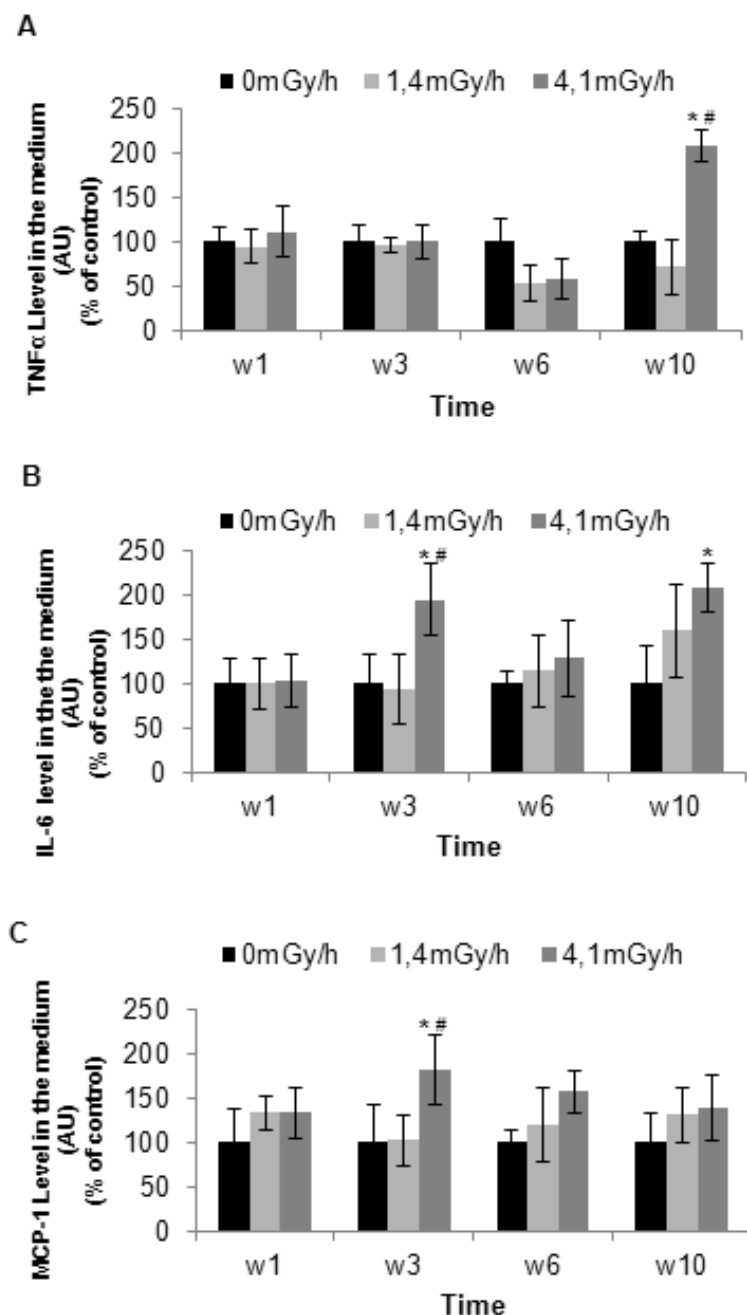 A
0mGy/h 1,4mGy/h 4,1mGy/h
TNFα Llevel in the medium
(AU)
(% of control)
250
200
150
100
50
0
* #
w1 w3 w6 w10
Time
B
0mGy/h 1,4mGy/h 4,1mGy/h
IL-6 level in the the medium
(AU)
(% of control)
250
200
150
100
50
0
* #
*
w1 w3 w6 w10
Time
C
0mGy/h 1,4mGy/h 4,1mGy/h
MCP-1 Level in the medium
(AU)
(% of control)
250
200
150
100
50
0
* #
w1 w3 w6 w10
Time